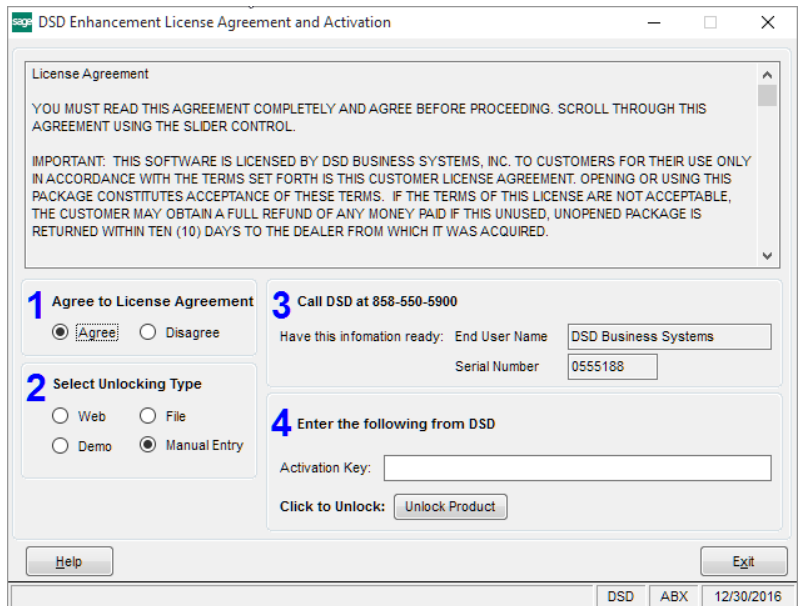 sage DSD Enhancement License Agreement and Activation
License Agreement
YOU MUST READ THIS AGREEMENT COMPLETELY AND AGREE BEFORE PROCEEDING. SCROLL THROUGH THIS
AGREEMENT USING THE SLIDER CONTROL.
IMPORTANT: THIS SOFTWARE IS LICENSED BY DSD BUSINESS SYSTEMS, INC. TO CUSTOMERS FOR THEIR USE ONLY
IN ACCORDANCE WITH THE TERMS SET FORTH IS THIS CUSTOMER LICENSE AGREEMENT. OPENING OR USING THIS
PACKAGE CONSTITUTES ACCEPTANCE OF THESE TERMS. IF THE TERMS OF THIS LICENSE ARE NOT ACCEPTABLE,
THE CUSTOMER MAY OBTAIN A FULL REFUND OF ANY MONEY PAID IF THIS UNUSED, UNOPENED PACKAGE IS
RETURNED WITHIN TEN (10) DAYS TO THE DEALER FROM WHICH IT WAS ACQUIRED.
1 Agree to License Agreement
Agree Disagree
2 Select Unlocking Type
Web File
Demo Manual Entry
3 Call DSD at 858-550-5900
Have this infomation ready: End User Name DSD Business Systems
Serial Number 0555188
4 Enter the following from DSD
Activation Key:
Click to Unlock: Unlock Product
Help Exit
DSD ABX 12/30/2016